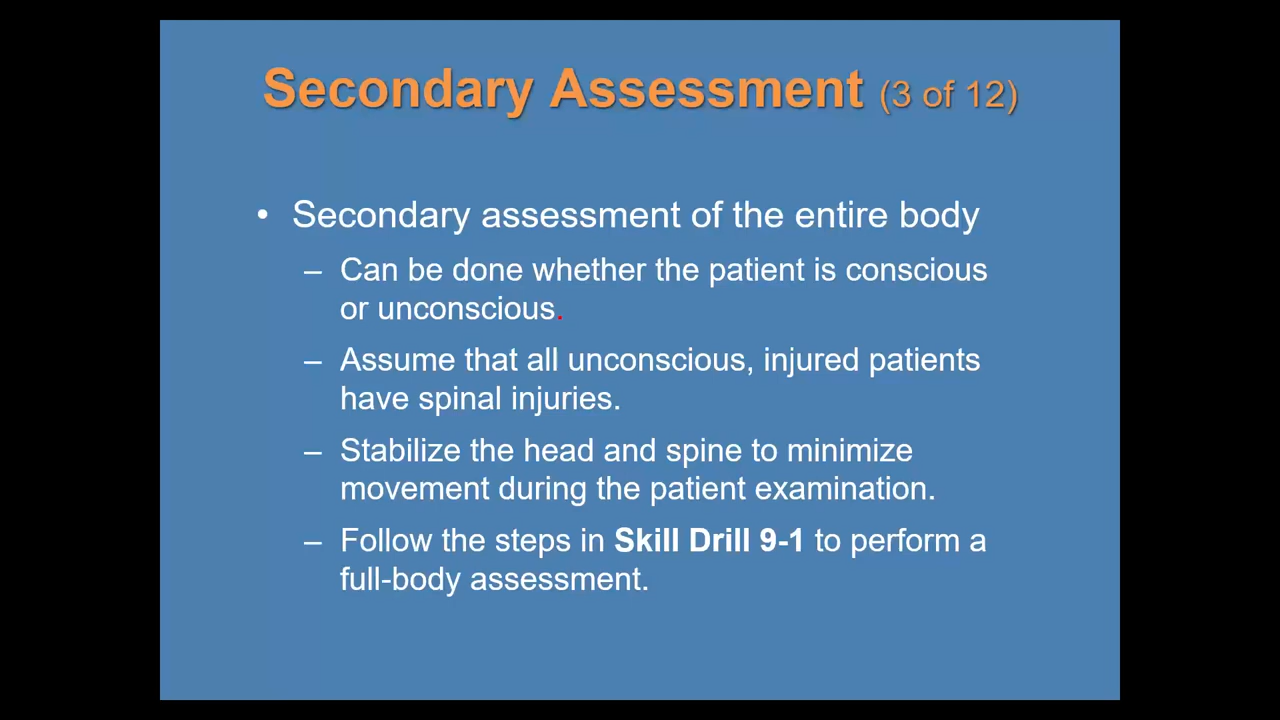 Secondary Assessment (3 of 12)
• Secondary assessment of the entire body
– Can be done whether the patient is conscious
or unconscious.
– Assume that all unconscious, injured patients
have spinal injuries.
– Stabilize the head and spine to minimize
movement during the patient examination.
– Follow the steps in Skill Drill 9-1 to perform a
full-body assessment.